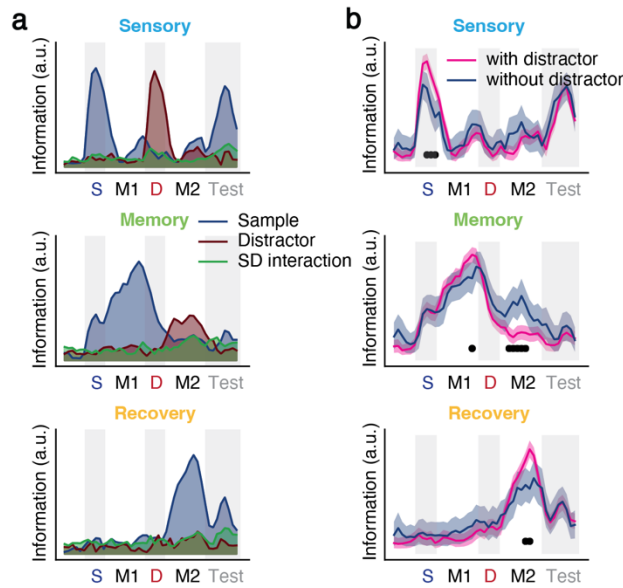 a
Sensory
Information (a.u.)
S M1 D M2 Test
Memory
Sample
Distractor
SD interaction
Information (a.u.)
S M1 D M2 Test
Recovery
Information (a.u.)
S M1 D M2 Test
b
Sensory
with distractor
without distractor
Information (a.u.)
S M1 D M2 Test
Memory
Information (a.u.)
S M1 D M2 Test
Recovery
Information (a.u.)
S M1 D M2 Test